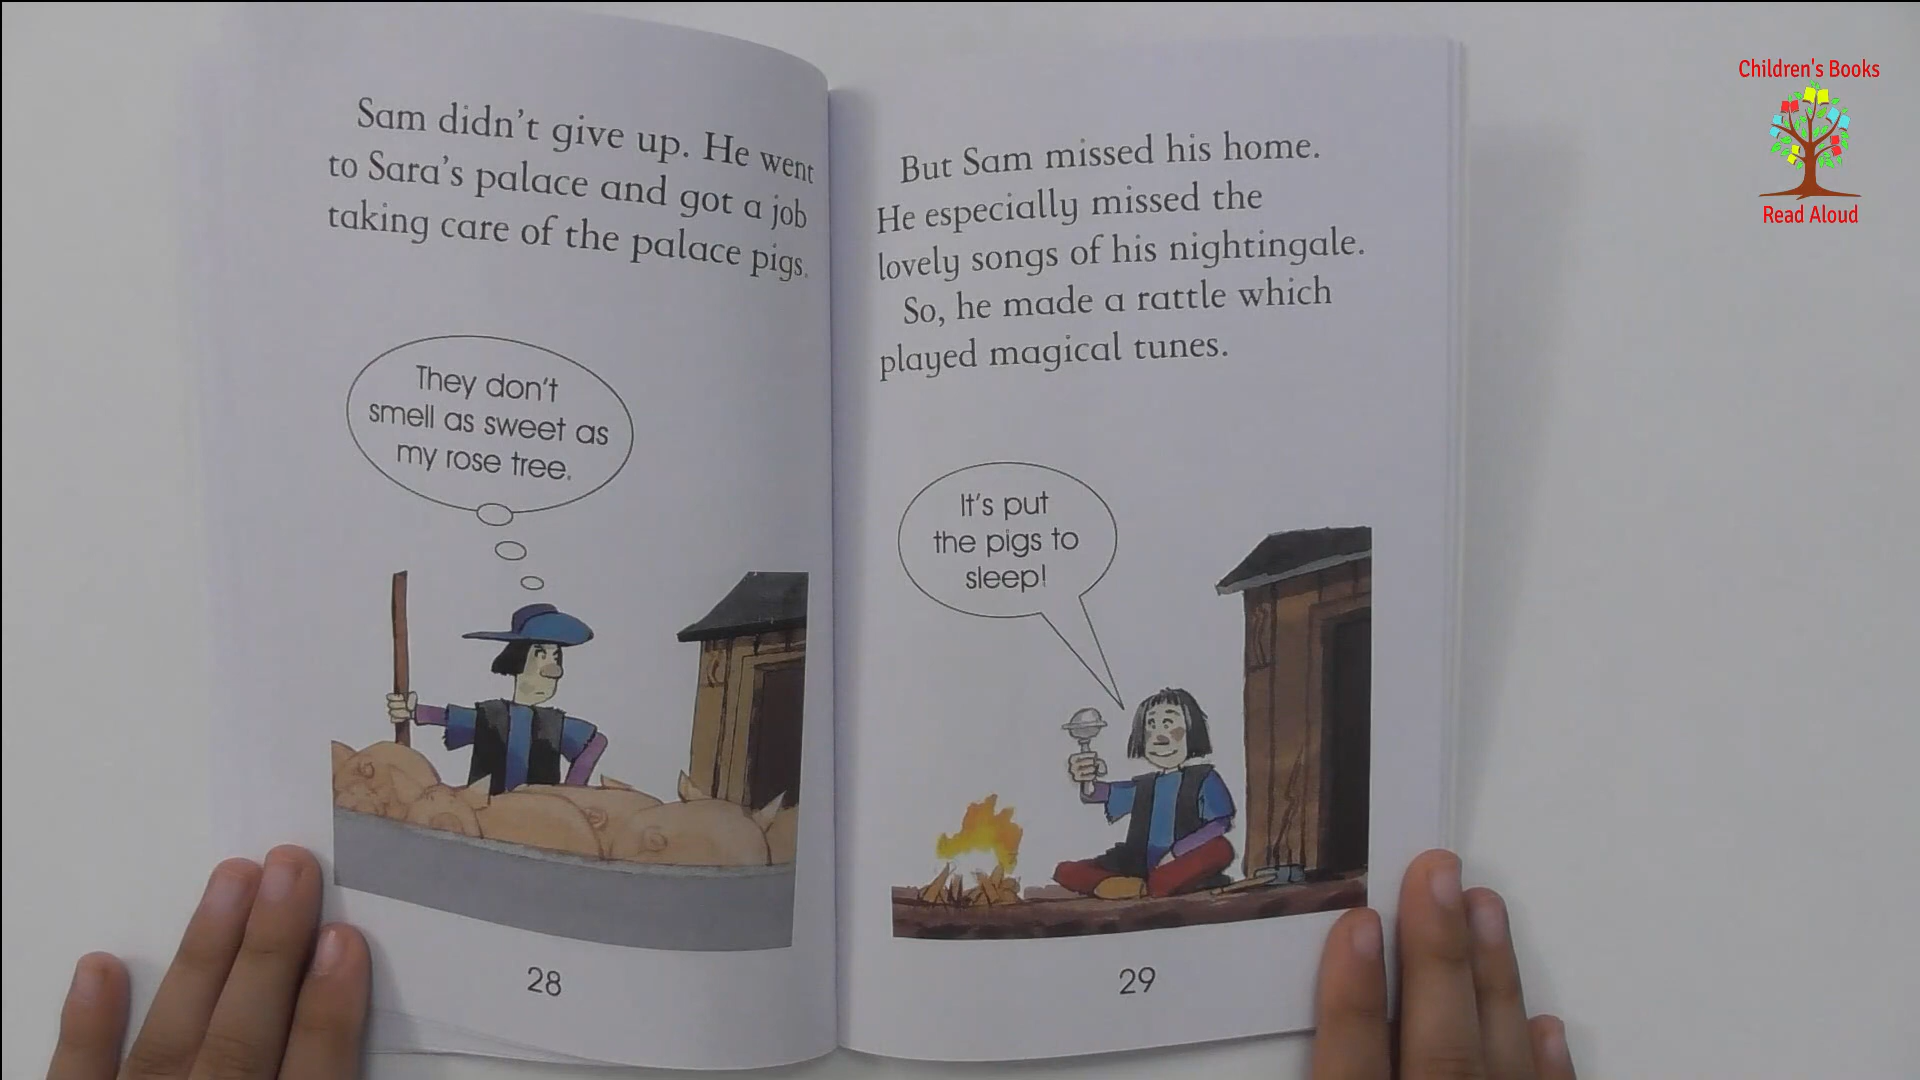 Sam didn't give up. He went
to Sara's palace and got a job
taking care of the palace pigs.
They don't
smell as sweet as
my rose tree.
28
But Sam missed his home.
He especially missed the
lovely songs of his nightingale.
So, he made a rattle which
played magical tunes.
It's put
the pigs to
sleep!
29
Children's Books
Read Aloud